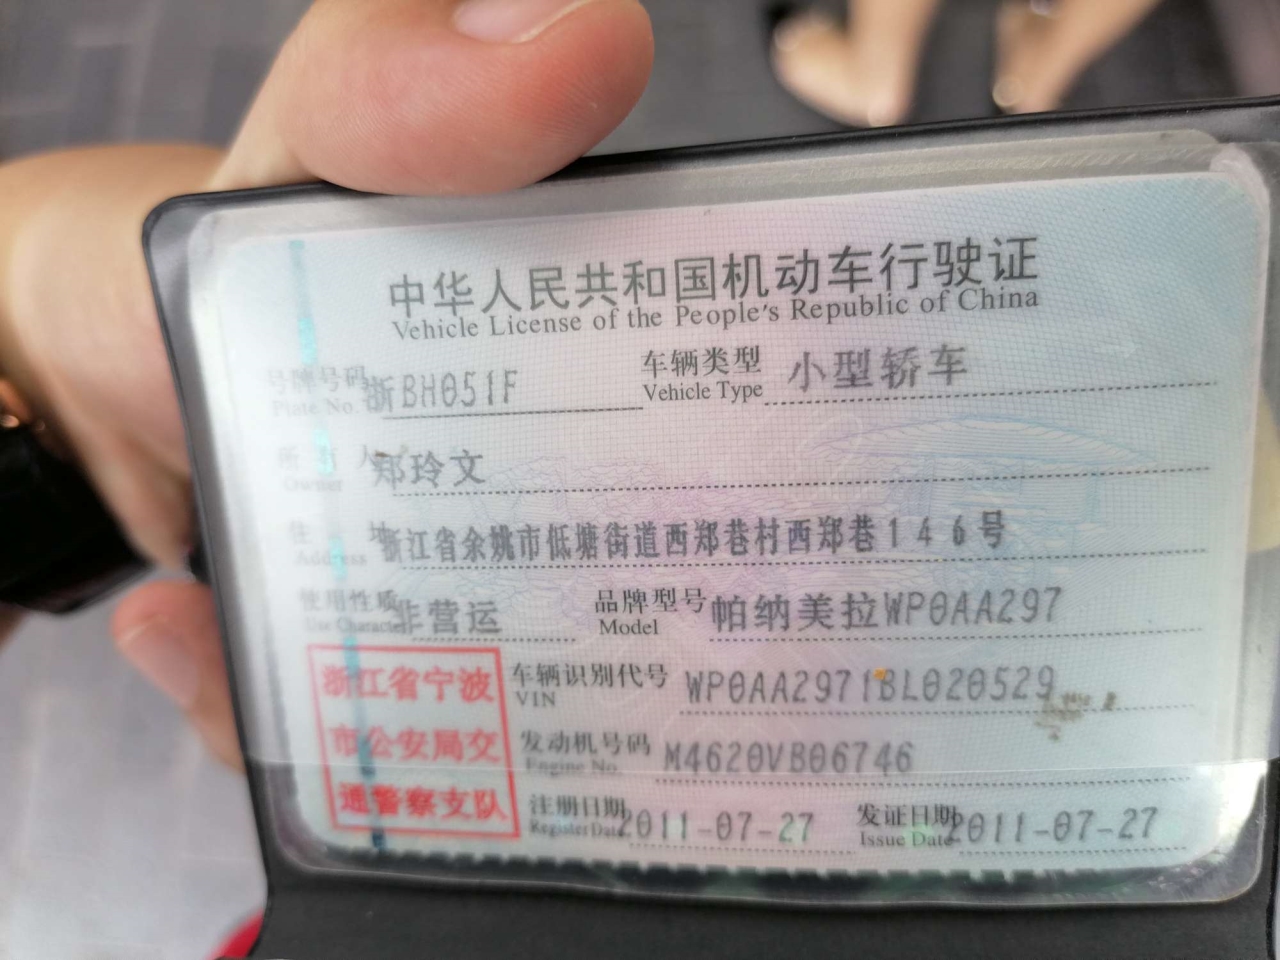 中华人民共和国机动车行驶证
Vehicle License of the People's Republic of China
号牌号码 浙BH051F 车辆类型 小型轿车
Plate No. Vehicle Type
所有人 郑玲文
Owner
住址 浙江省余姚市低塘街道西郑巷村西郑巷146号
Address
使用性质 非营运 品牌型号 帕纳美拉WP0AA297
Use Character Model
浙江省宁波
市公安局交
通警察支队
车辆识别代号 WP0AA2971BL020529
VIN
发动机号码 M4620VB06746
Engine No.
注册日期 2011-07-27 发证日期 2011-07-27
Register Date Issue Date